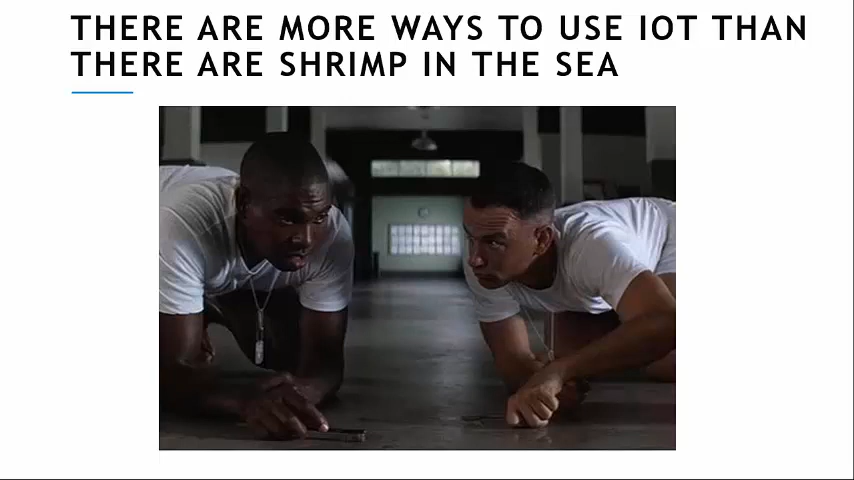 THERE ARE MORE WAYS TO USE IOT THAN
THERE ARE SHRIMP IN THE SEA